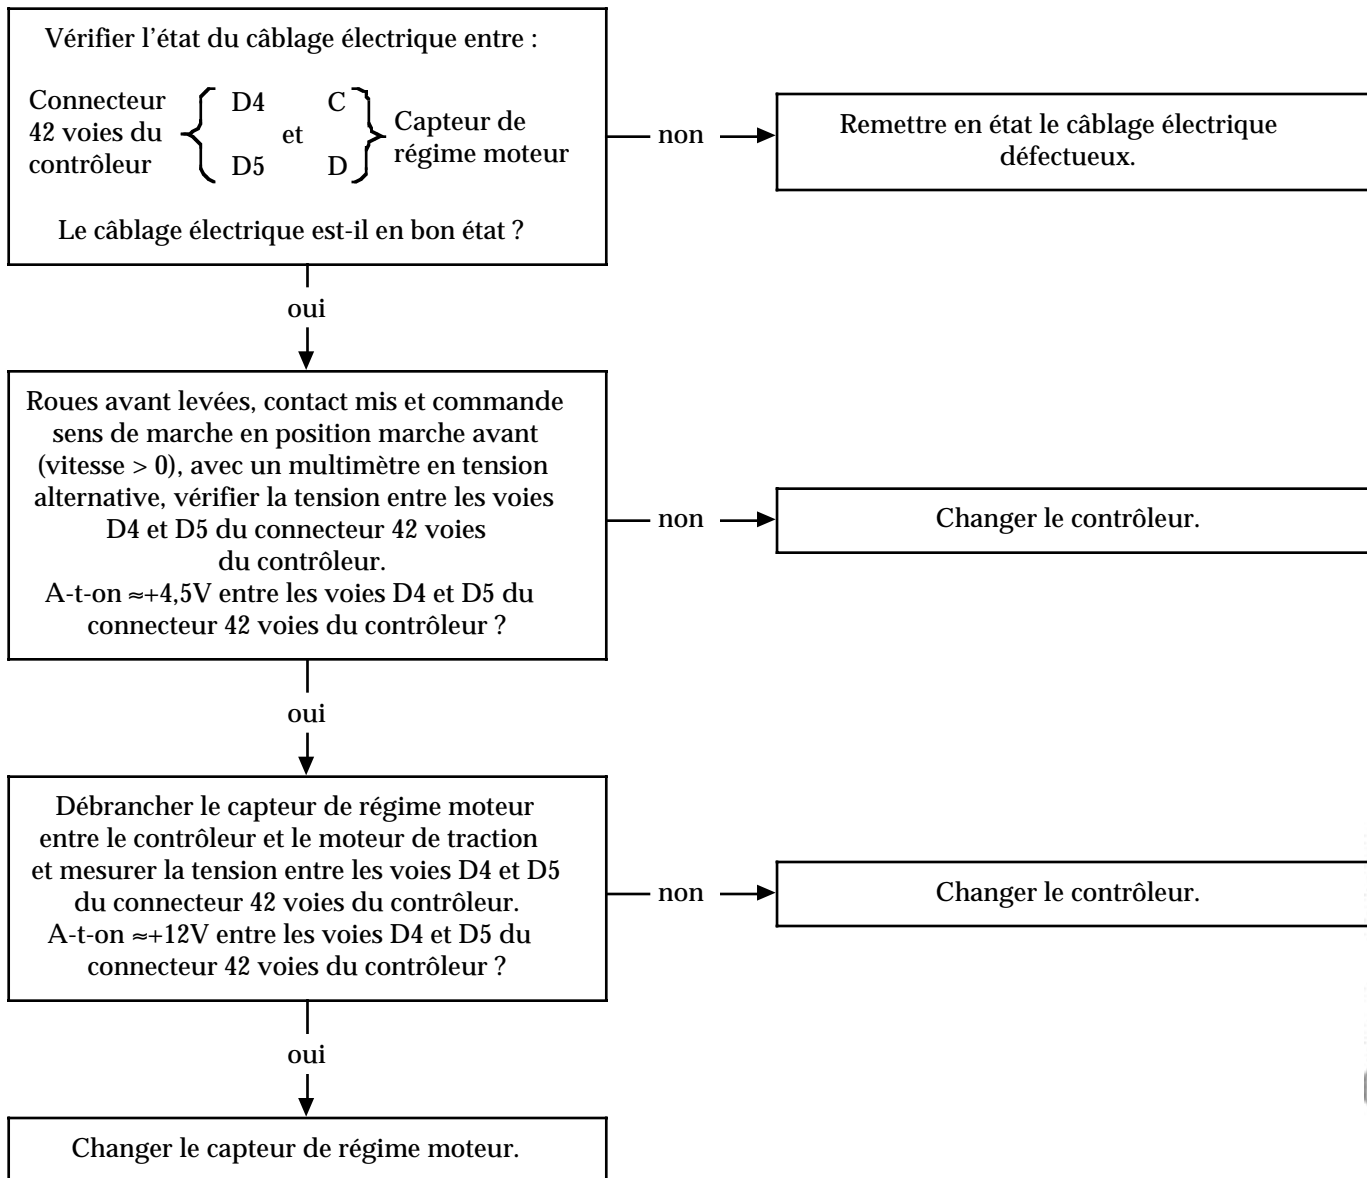 Vérifier l'état du câblage électrique entre :
Connecteur
42 voies du
contrôleur
D4
D5
et
C
D
Capteur de
régime moteur
Le câblage électrique est-il en bon état ?
non
Remettre en état le câblage électrique
défectueux.
oui
Roues avant levées, contact mis et commande
sens de marche en position marche avant
(vitesse > 0), avec un multimètre en tension
alternative, vérifier la tension entre les voies
D4 et D5 du connecteur 42 voies
du contrôleur.
A-t-on ≈+4,5V entre les voies D4 et D5 du
connecteur 42 voies du contrôleur ?
non
Changer le contrôleur.
oui
Débrancher le capteur de régime moteur
entre le contrôleur et le moteur de traction
et mesurer la tension entre les voies D4 et D5
du connecteur 42 voies du contrôleur.
A-t-on ≈+12V entre les voies D4 et D5 du
connecteur 42 voies du contrôleur ?
non
Changer le contrôleur.
oui
Changer le capteur de régime moteur.